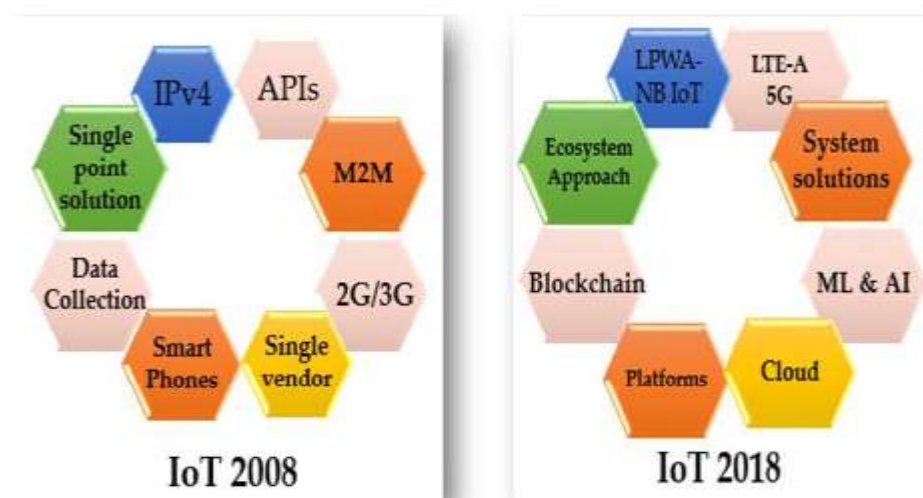 IPv4
APIs
Single
point
solution
M2M
Data
Collection
2G/3G
Smart
Phones
Single
vendor
IoT 2008
LPWA-
NB IoT
LTE-A
5G
Ecosystem
Approach
System
solutions
Blockchain
ML & AI
Platforms
Cloud
IoT 2018